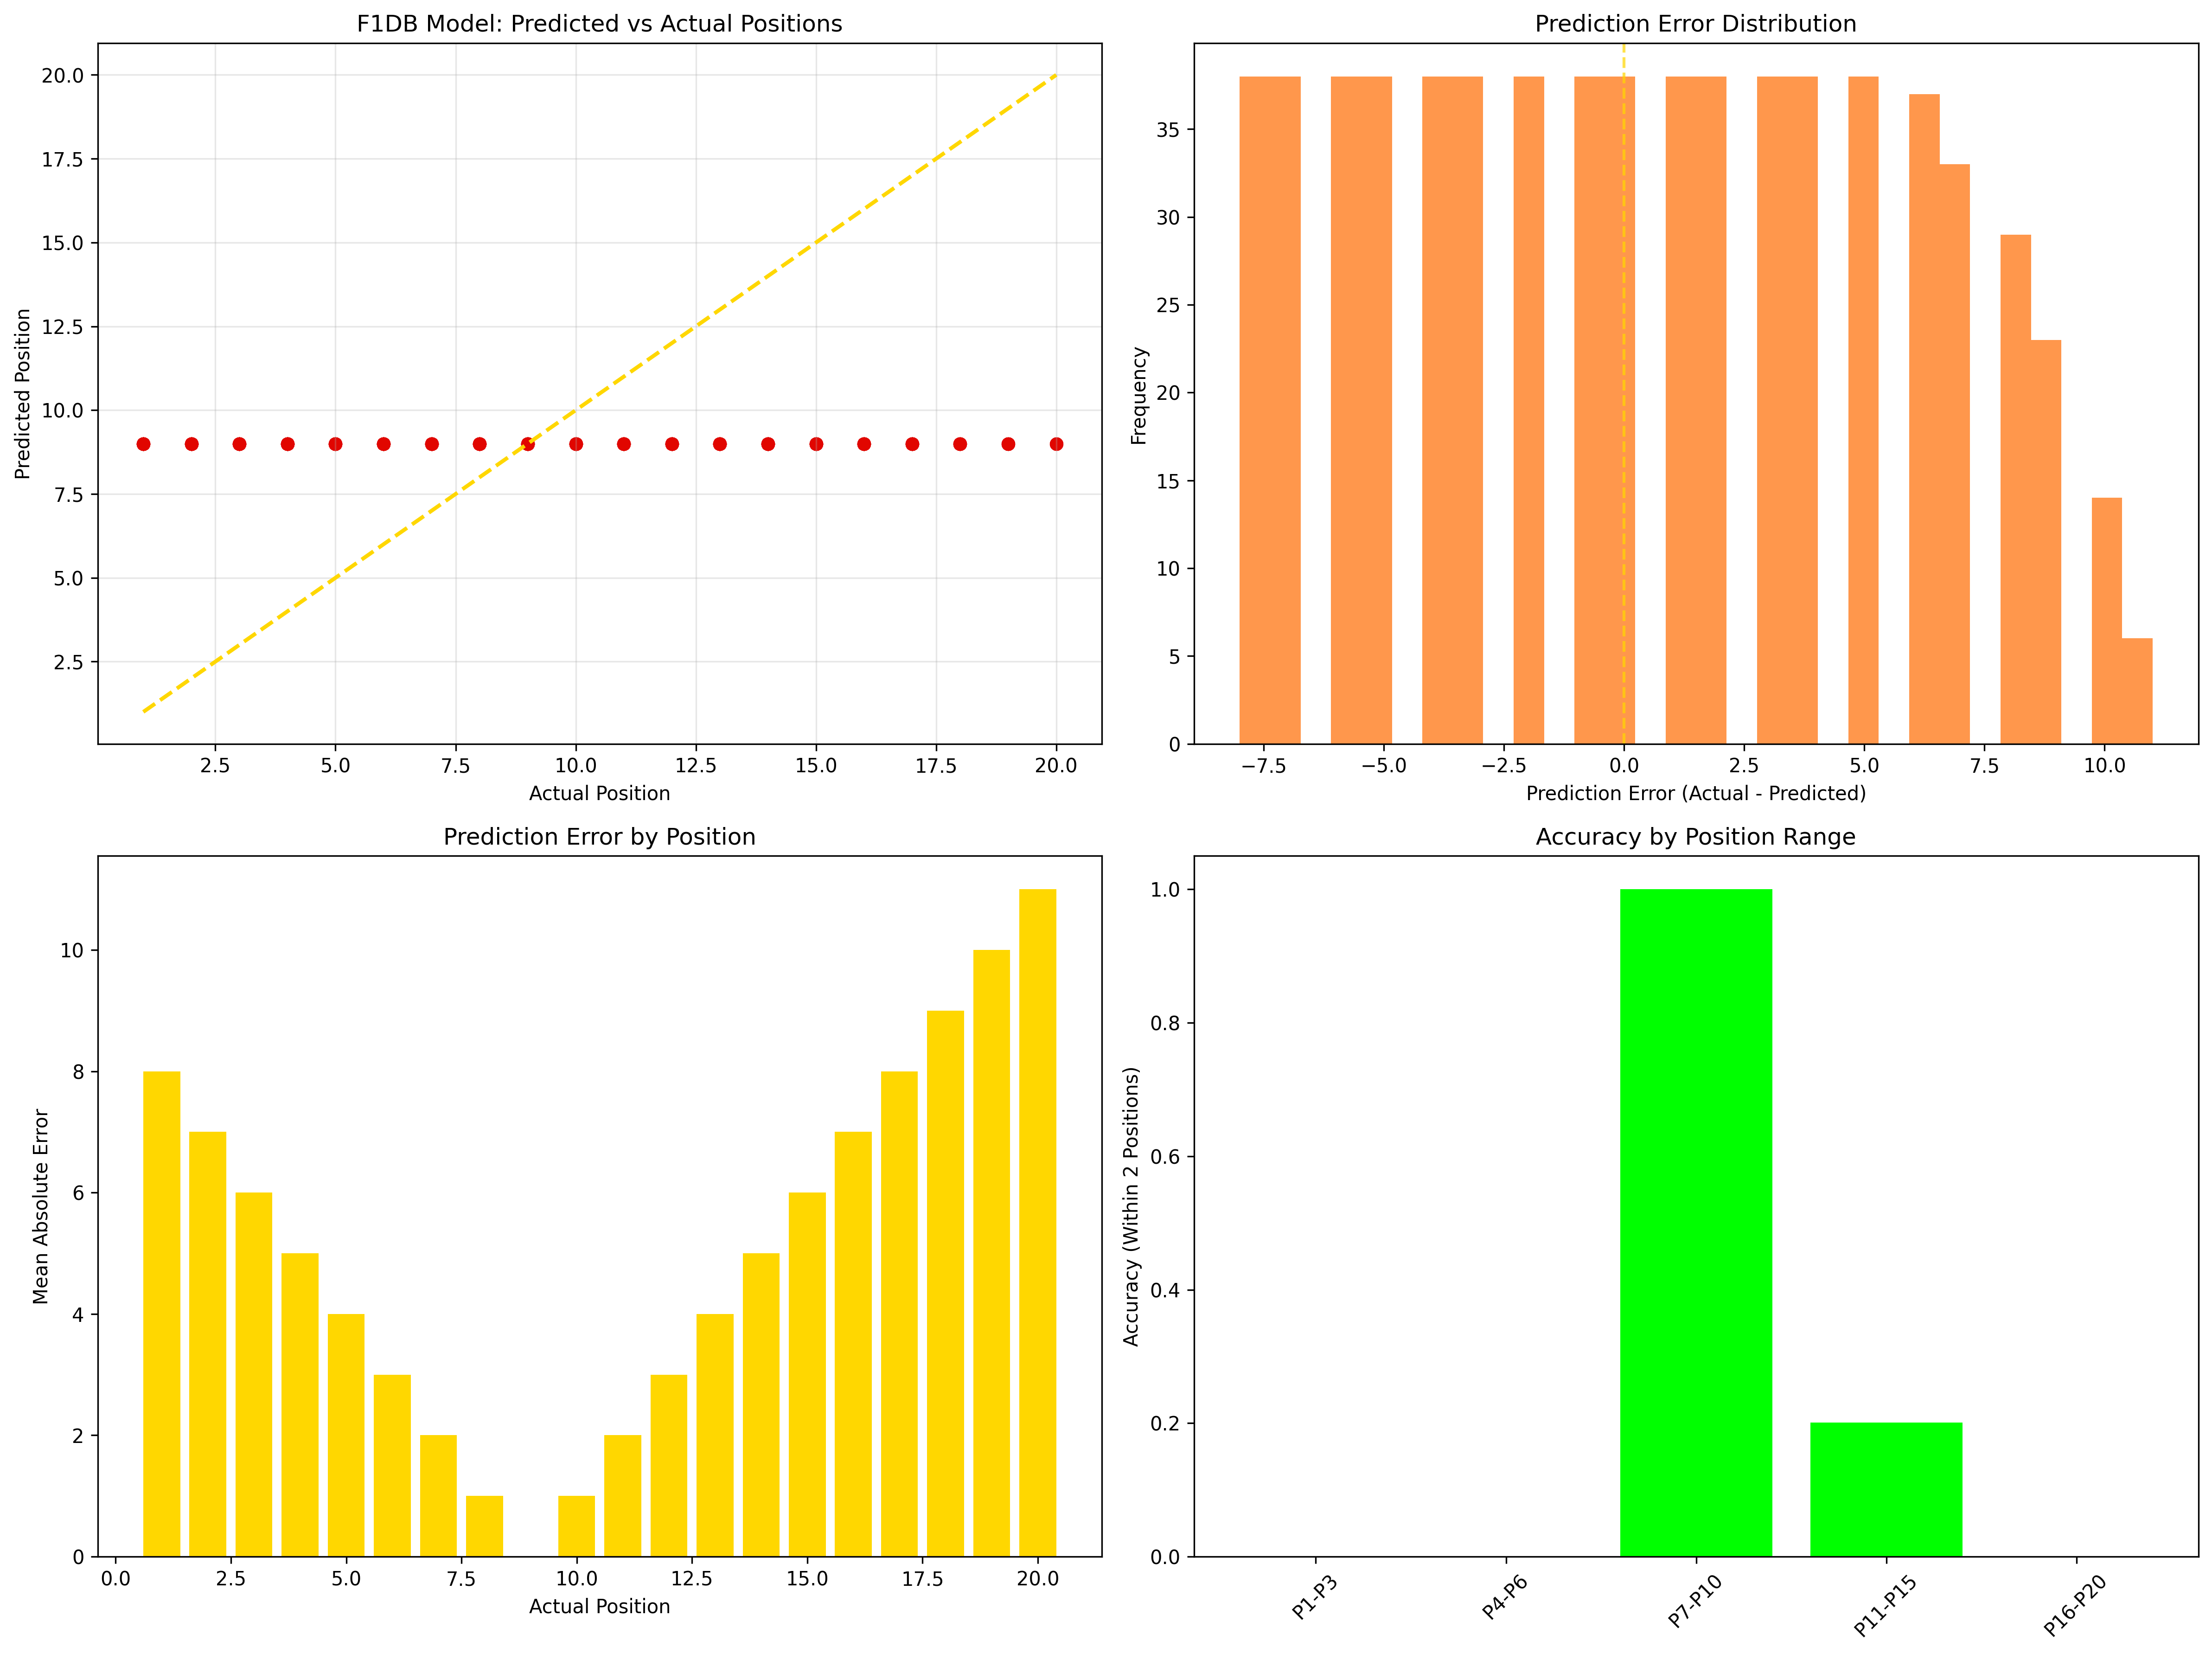 F1DB Model: Predicted vs Actual Positions
Predicted Position
20.0
17.5
15.0
12.5
10.0
7.5
5.0
2.5
2.5 5.0 7.5 10.0 12.5 15.0 17.5 20.0
Actual Position
Prediction Error Distribution
Frequency
35
30
25
20
15
10
5
0
−7.5 −5.0 −2.5 0.0 2.5 5.0 7.5 10.0
Prediction Error (Actual - Predicted)
Prediction Error by Position
Mean Absolute Error
10
8
6
4
2
0
0.0 2.5 5.0 7.5 10.0 12.5 15.0 17.5 20.0
Actual Position
Accuracy by Position Range
Accuracy (Within 2 Positions)
1.0
0.8
0.6
0.4
0.2
0.0
P1-P3 P4-P6 P7-P10 P11-P15 P16-P20